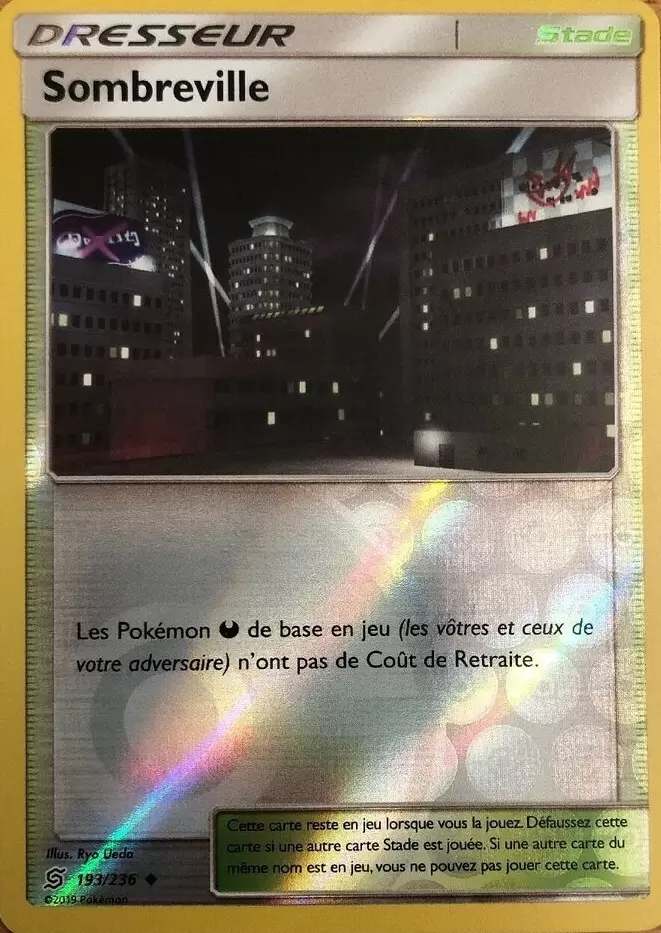 DRESSEUR
Stade
Sombreville
Les Pokémon de base en jeu (les vôtres et ceux de
votre adversaire) n'ont pas de Coût de Retraite.
Cette carte reste en jeu lorsque vous la jouez. Défaussez cette
carte si une autre carte Stade est jouée. Si une autre carte du
même nom est en jeu, vous ne pouvez pas jouer cette carte.
Illus. Ryo Ueda
193/236
©2019 Pokémon